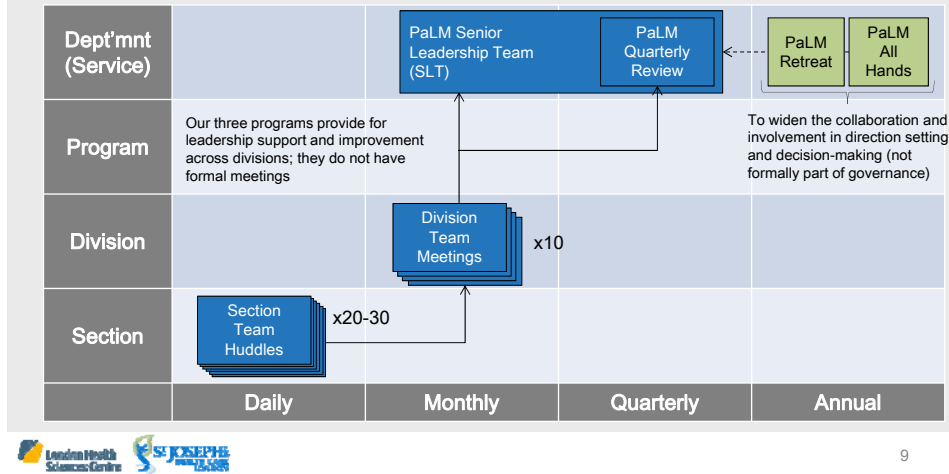 Dept'mnt
(Service)
PaLM Senior
Leadership Team
(SLT)
PaLM
Quarterly
Review
PaLM
Retreat
PaLM
All
Hands
Program
Our three programs provide for
leadership support and improvement
across divisions; they do not have
formal meetings
To widen the collaboration and
involvement in direction setting
and decision-making (not
formally part of governance)
Division
Division
Team
Meetings
x10
Section
Section
Team
Huddles
x20-30
Daily
Monthly
Quarterly
Annual
London Health
Sciences Centre
ST. JOSEPH'S
HEALTH CARE
LONDON
9